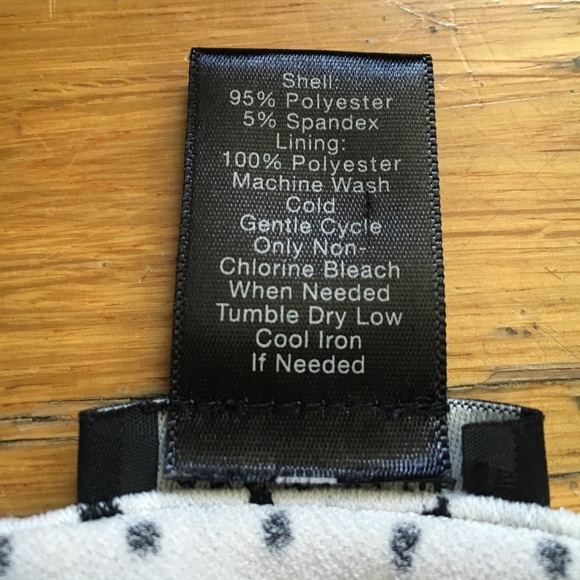 Shell:
95% Polyester
5% Spandex
Lining:
100% Polyester
Machine Wash
Cold
Gentle Cycle
Only Non-
Chlorine Bleach
When Needed
Tumble Dry Low
Cool Iron
If Needed